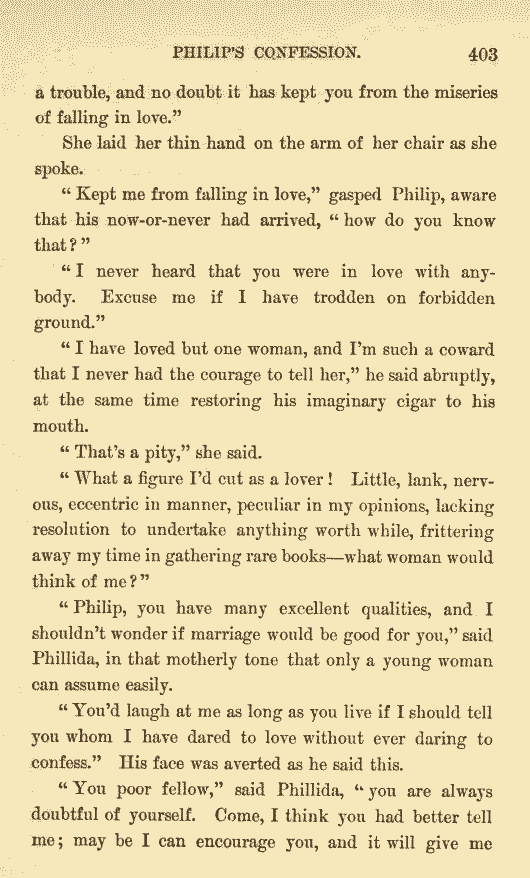 PHILIP'S CONFESSION. 403
a trouble, and no doubt it has kept you from the miseries
of falling in love."
She laid her thin hand on the arm of her chair as she
spoke.
"Kept me from falling in love," gasped Philip, aware
that his now-or-never had arrived, "how do you know
that?"
"I never heard that you were in love with any-
body. Excuse me if I have trodden on forbidden
ground."
"I have loved but one woman, and I'm such a coward
that I never had the courage to tell her," he said abruptly,
at the same time restoring his imaginary cigar to his
mouth.
"That's a pity," she said.
"What a figure I'd cut as a lover! Little, lank, nerv-
ous, eccentric in manner, peculiar in my opinions, lacking
resolution to undertake anything worth while, frittering
away my time in gathering rare books—what woman would
think of me?"
"Philip, you have many excellent qualities, and I
shouldn't wonder if marriage would be good for you," said
Phillida, in that motherly tone that only a young woman
can assume easily.
"You'd laugh at me as long as you live if I should tell
you whom I have dared to love without ever daring to
confess." His face was averted as he said this.
"You poor fellow," said Phillida, "you are always
doubtful of yourself. Come, I think you had better tell
me; may be I can encourage you, and it will give me